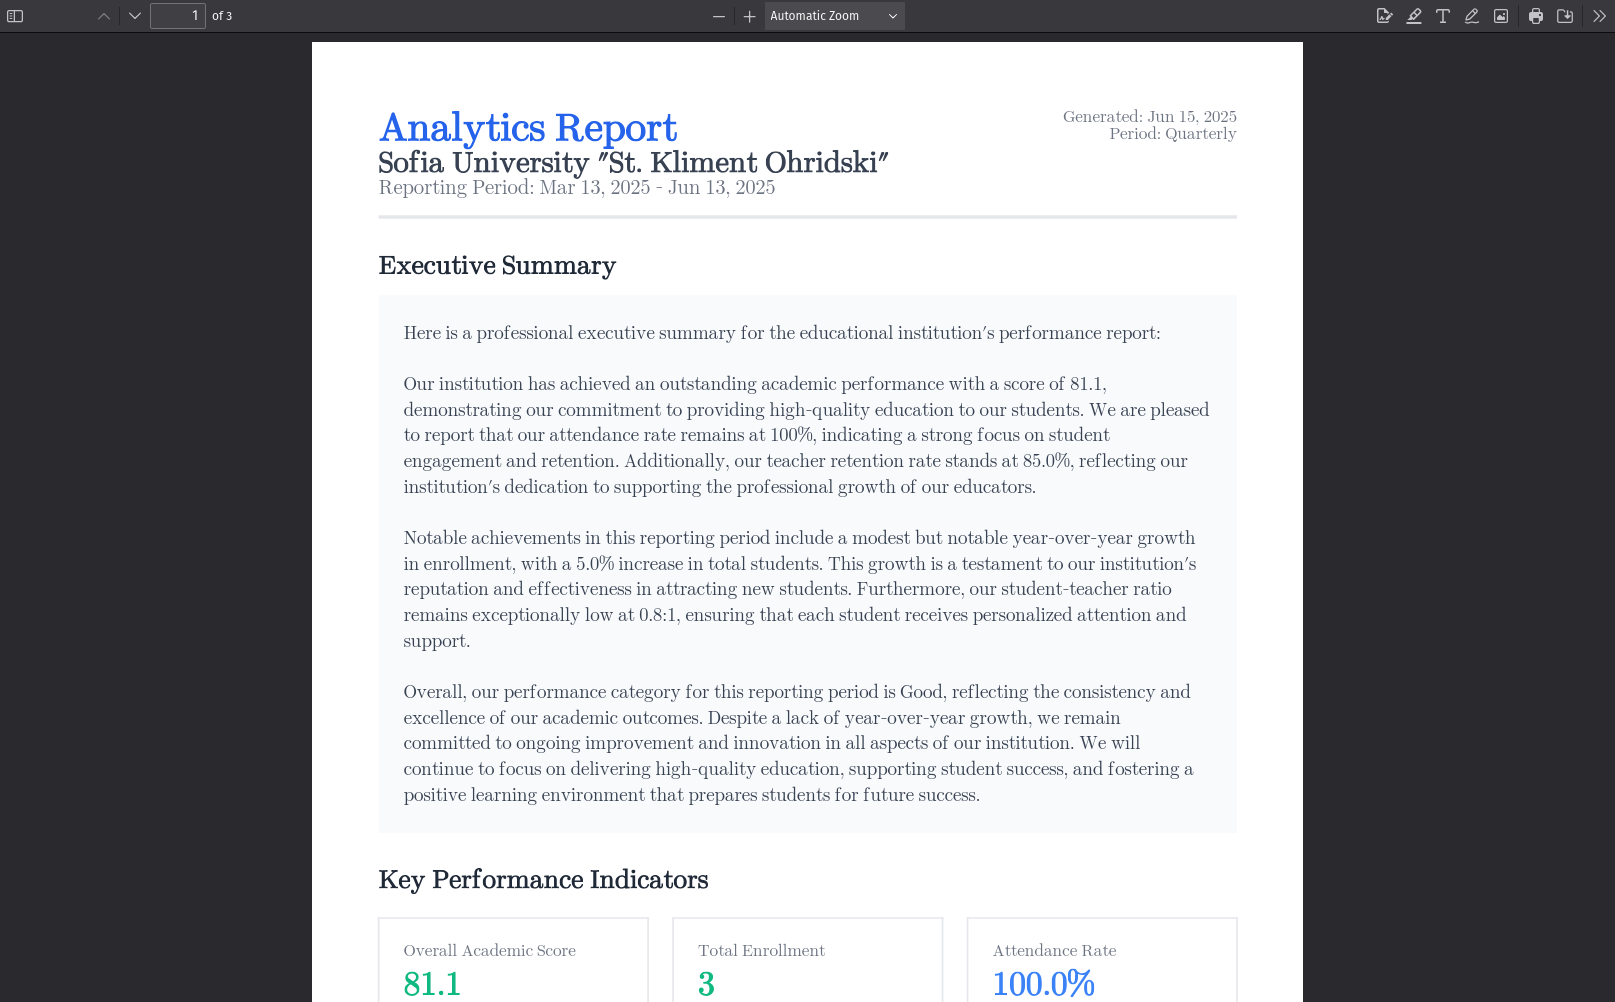 1 of 3 Automatic Zoom
Analytics Report
Generated: Jun 15, 2025
Period: Quarterly
Sofia University "St. Kliment Ohridski"
Reporting Period: Mar 13, 2025 - Jun 13, 2025
Executive Summary
Here is a professional executive summary for the educational institution's performance report:
Our institution has achieved an outstanding academic performance with a score of 81.1,
demonstrating our commitment to providing high-quality education to our students. We are pleased
to report that our attendance rate remains at 100%, indicating a strong focus on student
engagement and retention. Additionally, our teacher retention rate stands at 85.0%, reflecting our
institution's dedication to supporting the professional growth of our educators.
Notable achievements in this reporting period include a modest but notable year-over-year growth
in enrollment, with a 5.0% increase in total students. This growth is a testament to our institution's
reputation and effectiveness in attracting new students. Furthermore, our student-teacher ratio
remains exceptionally low at 0.8:1, ensuring that each student receives personalized attention and
support.
Overall, our performance category for this reporting period is Good, reflecting the consistency and
excellence of our academic outcomes. Despite a lack of year-over-year growth, we remain
committed to ongoing improvement and innovation in all aspects of our institution. We will
continue to focus on delivering high-quality education, supporting student success, and fostering a
positive learning environment that prepares students for future success.
Key Performance Indicators
Overall Academic Score
81.1
Total Enrollment
3
Attendance Rate
100.0%